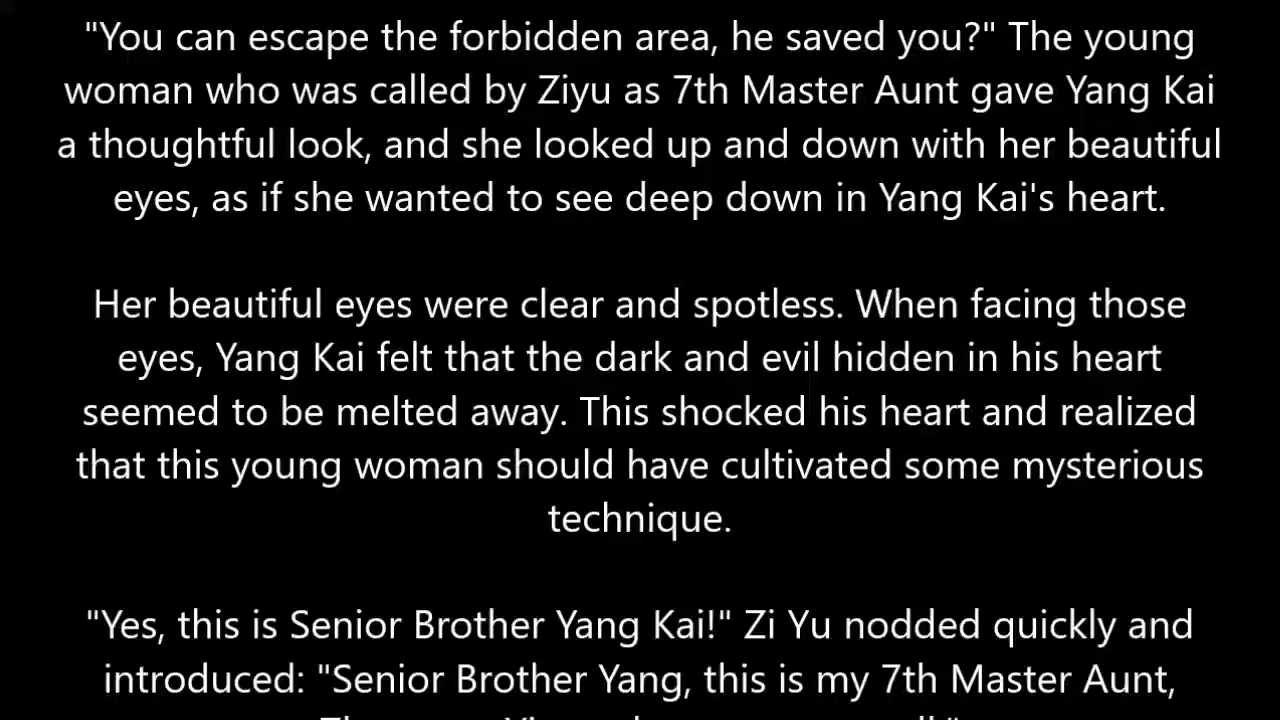 "You can escape the forbidden area, he saved you?" The young
woman who was called by Ziyu as 7th Master Aunt gave Yang Kai
a thoughtful look, and she looked up and down with her beautiful
eyes, as if she wanted to see deep down in Yang Kai's heart.
Her beautiful eyes were clear and spotless. When facing those
eyes, Yang Kai felt that the dark and evil hidden in his heart
seemed to be melted away. This shocked his heart and realized
that this young woman should have cultivated some mysterious
technique.
"Yes, this is Senior Brother Yang Kai!" Zi Yu nodded quickly and
introduced: "Senior Brother Yang, this is my 7th Master Aunt,